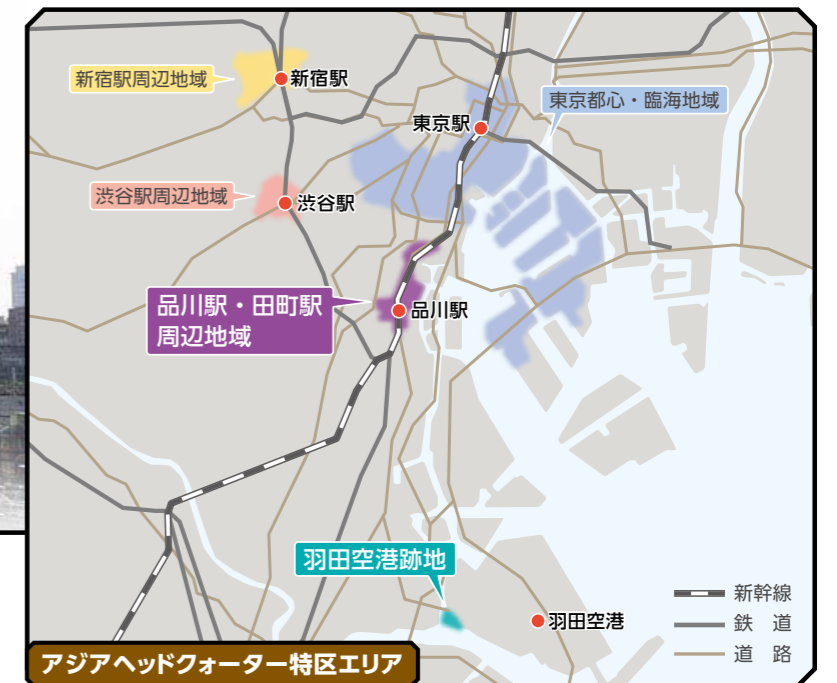 新宿駅周辺地域
新宿駅
東京都心・臨海地域
東京駅
渋谷駅周辺地域
渋谷駅
品川駅・田町駅
周辺地域
品川駅
羽田空港跡地
羽田空港
新幹線
鉄　道
道　路
アジアヘッドクォーター特区エリア